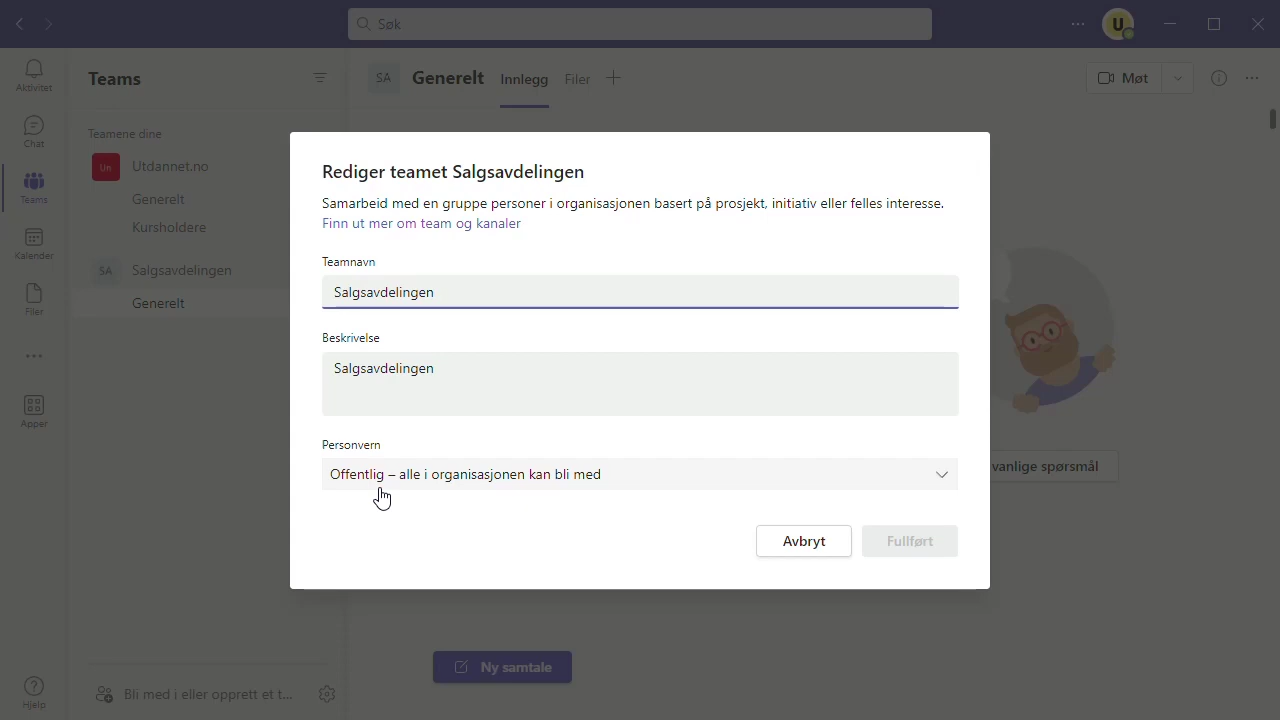 Søk
U
Aktivitet
Chat
Teams
Kalender
Filer
Apper
Hjelp
Teams
Teamene dine
Un Utdannet.no
Generelt
Kursholdere
SA Salgsavdelingen
Generelt
Bli med i eller opprett et t...
SA Generelt Innlegg Filer
Møt
Rediger teamet Salgsavdelingen
Samarbeid med en gruppe personer i organisasjonen basert på prosjekt, initiativ eller felles interesse.
Finn ut mer om team og kanaler
Teamnavn
Salgsavdelingen
Beskrivelse
Salgsavdelingen
Personvern
Offentlig – alle i organisasjonen kan bli med
Avbryt Fullført
vanlige spørsmål
Ny samtale